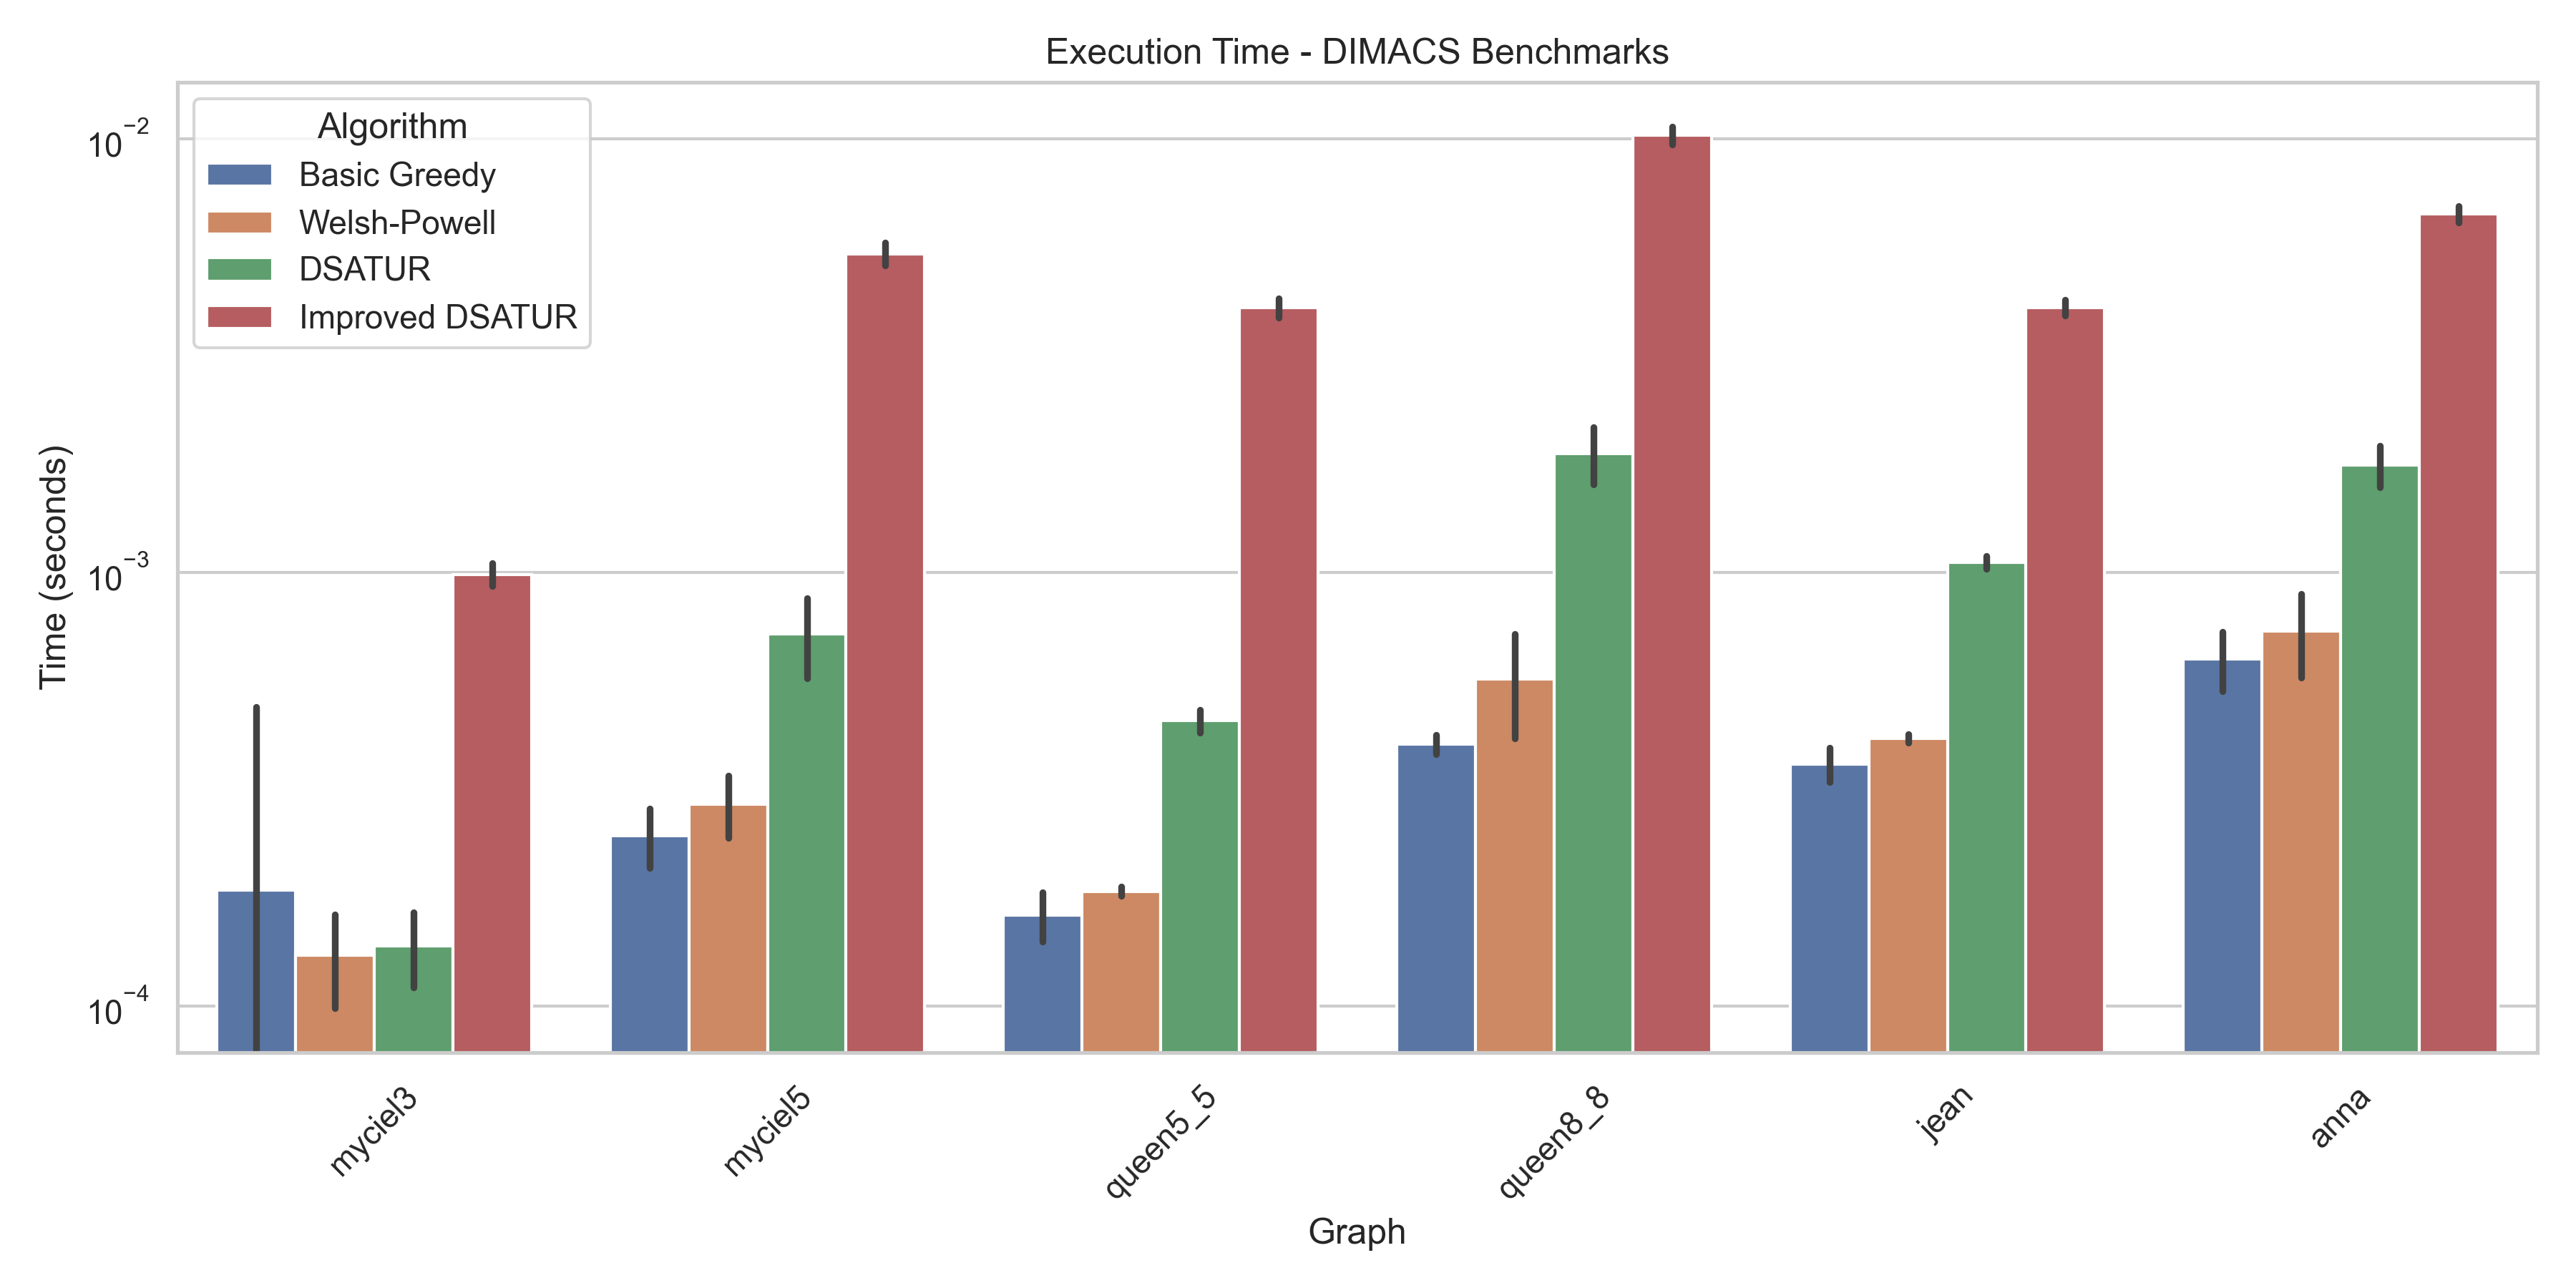 Execution Time - DIMACS Benchmarks
Algorithm
Basic Greedy
Welsh-Powell
DSATUR
Improved DSATUR
Time (seconds)
10⁻²
10⁻³
10⁻⁴
myciel3
myciel5
queen5_5
queen8_8
jean
anna
Graph